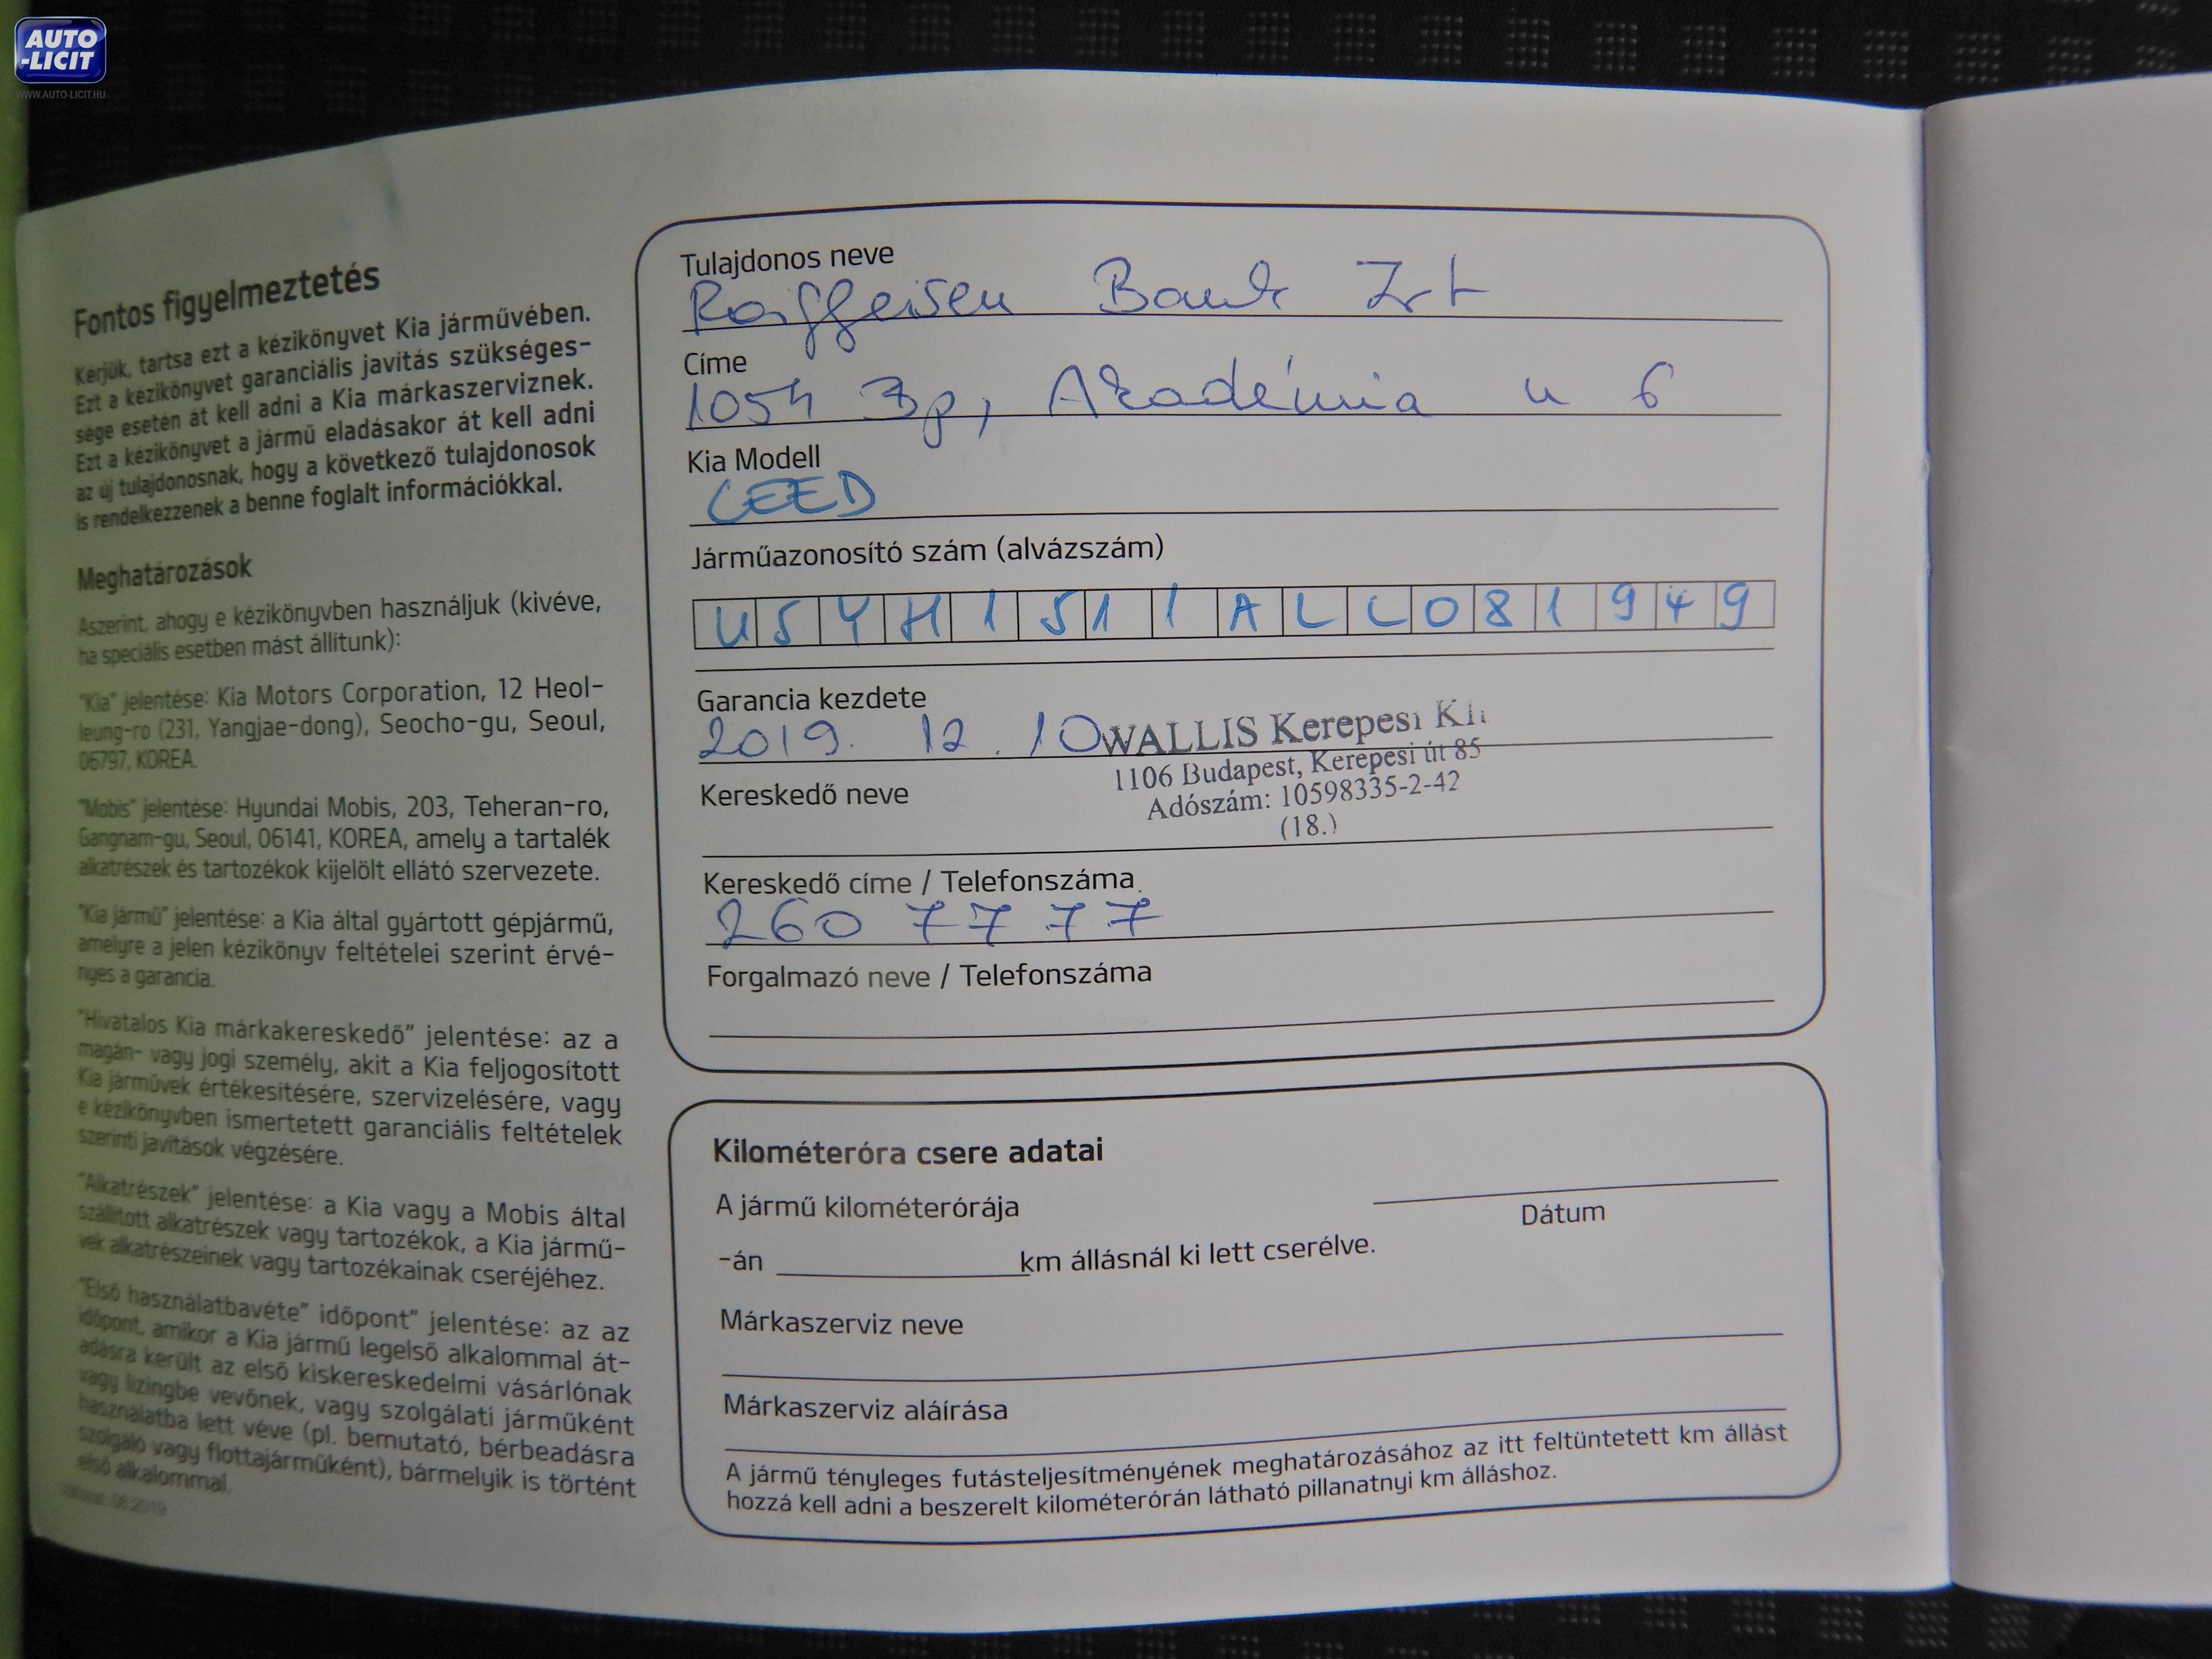 AUTO
-LICIT
WWW.AUTO-LICIT.HU
Fontos figyelmeztetés
Kérjük, tartsa ezt a kézikönyvet Kia járművében.
Ezt a kézikönyvet garanciális javítás szükséges-
sége esetén át kell adni a Kia márkaszerviznek.
Ezt a kézikönyvet a jármű eladásakor át kell adni
az új tulajdonosnak, hogy a következő tulajdonosok
is rendelkezzenek a benne foglalt információkkal.
Meghatározások
Aszerint, ahogy e kézikönyvben használjuk (kivéve,
ha speciális esetben mást állítunk):
"Kia" jelentése: Kia Motors Corporation, 12 Heol-
leung-ro (231, Yangjae-dong), Seocho-gu, Seoul,
06797, KOREA.
"Mobis" jelentése: Hyundai Mobis, 203, Teheran-ro,
Gangnam-gu, Seoul, 06141, KOREA, amely a tartalék
alkatrészek és tartozékok kijelölt ellátó szervezete.
"Kia jármű" jelentése: a Kia által gyártott gépjármű,
amelyre a jelen kézikönyv feltételei szerint érvé-
nyes a garancia.
"Hivatalos Kia márkakereskedő" jelentése: az a
magán- vagy jogi személy, akit a Kia feljogosított
Kia járművek értékesítésére, szervizelésére, vagy
e kézikönyvben ismertetett garanciális feltételek
szerinti javítások végzésére.
"Alkatrészek" jelentése: a Kia vagy a Mobis által
szállított alkatrészek vagy tartozékok, a Kia jármű-
vek alkatrészeinek vagy tartozékainak cseréjéhez.
"Első használatbavéte" időpont" jelentése: az az
időpont, amikor a Kia jármű legelső alkalommal át-
adásra került az első kiskereskedelmi vásárlónak
vagy lízingbe vevőnek, vagy szolgálati járműként
használatba lett véve (pl. bemutató, bérbeadásra
szolgáló vagy flottajárműként), bármelyik is történt
első alkalommal.
08.2019
Tulajdonos neve
Raiffeisen Bank Zrt
Címe
1054 Bp, Akadémia u 6
Kia Modell
CEED
Járműazonosító szám (alvázszám)
U5YH1511ALL081949
Garancia kezdete
2019. 12. 10
WALLIS Kerepesi Kft.
1106 Budapest, Kerepesi út 85
Kereskedő neve
Adószám: 10598335-2-42
(18.)
Kereskedő címe / Telefonszáma
260 77 77
Forgalmazó neve / Telefonszáma
Kilométeróra csere adatai
A jármű kilométerórája
Dátum
-án km állásnál ki lett cserélve.
Márkaszerviz neve
Márkaszerviz aláírása
A jármű tényleges futásteljesítményének meghatározásához az itt feltüntetett km állást
hozzá kell adni a beszerelt kilométerórán látható pillanatnyi km álláshoz.